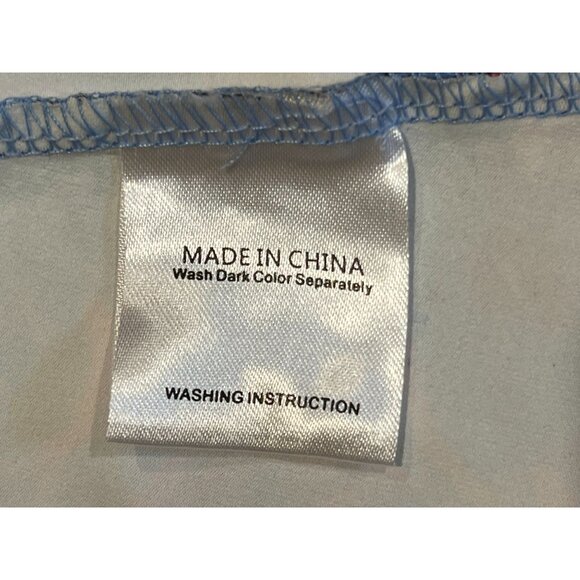 MADE IN CHINA
Wash Dark Color Separately
WASHING INSTRUCTION